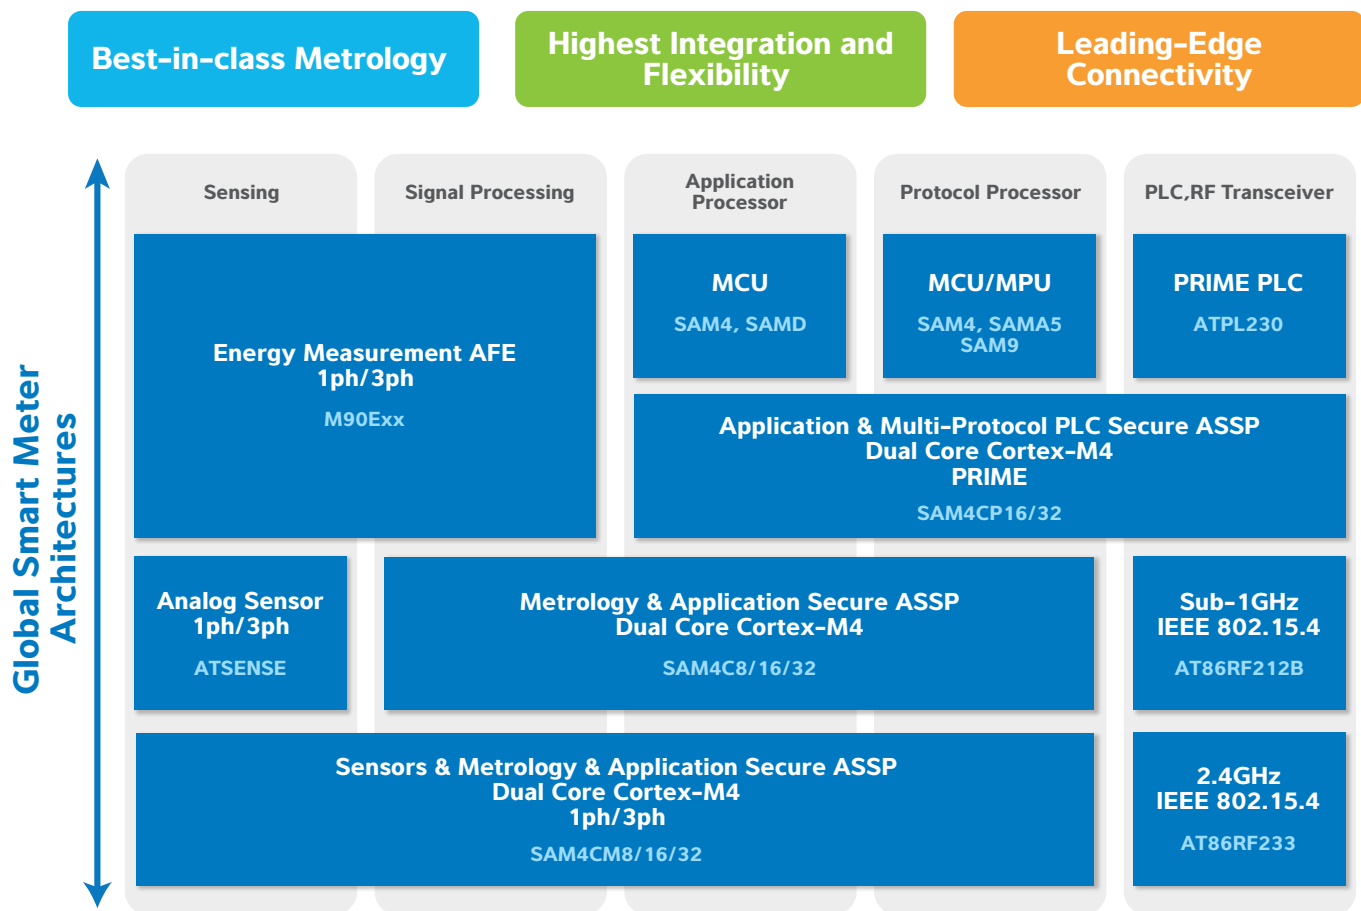 Best-in-class Metrology
Highest Integration and
Flexibility
Leading-Edge
Connectivity
Global Smart Meter
Architectures
Sensing
Signal Processing
Application
Processor
Protocol Processor
PLC,RF Transceiver
Energy Measurement AFE
1ph/3ph
M90Exx
MCU
SAM4, SAMD
MCU/MPU
SAM4, SAMA5
SAM9
PRIME PLC
ATPL230
Application & Multi-Protocol PLC Secure ASSP
Dual Core Cortex-M4
PRIME
SAM4CP16/32
Analog Sensor
1ph/3ph
ATSENSE
Metrology & Application Secure ASSP
Dual Core Cortex-M4
SAM4C8/16/32
Sub-1GHz
IEEE 802.15.4
AT86RF212B
Sensors & Metrology & Application Secure ASSP
Dual Core Cortex-M4
1ph/3ph
SAM4CM8/16/32
2.4GHz
IEEE 802.15.4
AT86RF233